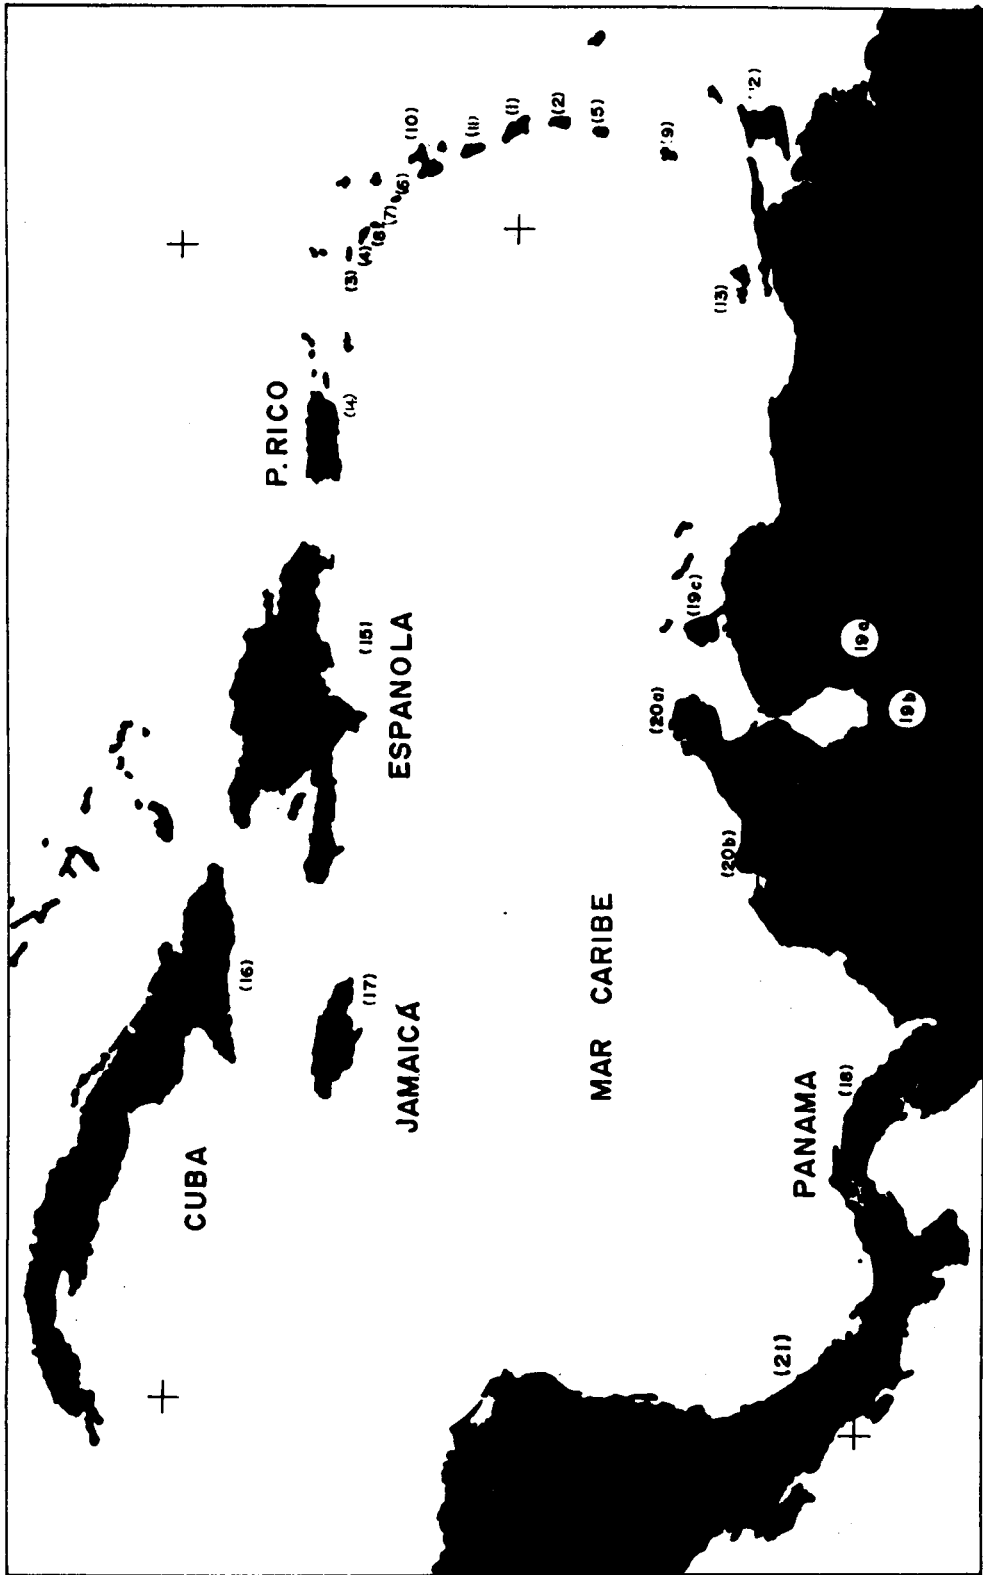 CUBA
(16)
P.RICO
(14)
(3)
(4)
(15)
(17)
(8)
(7)
(6)
ESPANOLA
JAMAICA
(10)
(11)
(1)
(2)
(5)
MAR CARIBE
(20a)
(9)
(19c)
(13)
(20b)
(12)
(21)
PANAMA
(18)
19a
19b